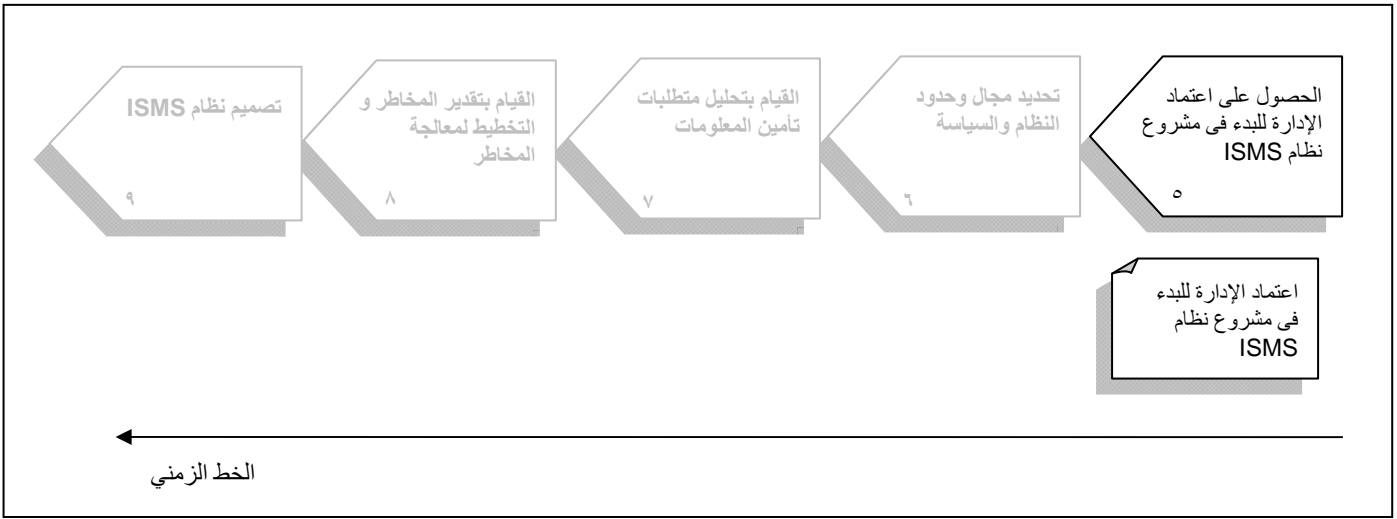 الحصول على اعتماد
الإدارة للبدء فى مشروع
نظام ISMS
٥
تحديد مجال وحدود
النظام والسياسة
٦
القيام بتحليل متطلبات
تأمين المعلومات
٧
القيام بتقدير المخاطر و
التخطيط لمعالجة
المخاطر
٨
تصميم نظام ISMS
٩
اعتماد الإدارة للبدء
فى مشروع نظام
ISMS
الخط الزمني